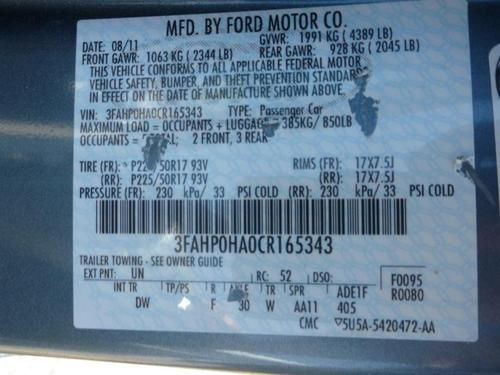 MFD. BY FORD MOTOR CO.
DATE: 08/11 GVWR: 1991 KG ( 4389 LB)
FRONT GAWR: 1063 KG ( 2344 LB) REAR GAWR: 928 KG ( 2045 LB)
THIS VEHICLE CONFORMS TO ALL APPLICABLE FEDERAL MOTOR
VEHICLE SAFETY, BUMPER, AND THEFT PREVENTION STANDARDS
IN EFFECT ON THE DATE OF MANUFACTURE SHOWN ABOVE.
VIN: 3FAHP0HA0CR165343 TYPE: Passenger Car
MAXIMUM LOAD = OCCUPANTS + LUGGAGE = 385KG/ 850LB
OCCUPANTS = 2 FRONT, 3 REAR
TIRE (FF): 50R17 93V RIMS (FF): 17X7.5J
(RR): P225/50R17 93V (RR): 17X7.5J
PRESSURE (FF): 230 kPa/ 33 PSI COLD (RR): 230 kPa/ 33 PSI COLD
3FAHP0HA0CR165343
TRAILER TOWING - SEE OWNER GUIDE
EXT PNT: UN RC: 52 DSO: F0095
INT TR TP/PS R A TR SPR ADE1F R0080
DW F 30 W AA11 405
CMC 5U5A-5420472-AA